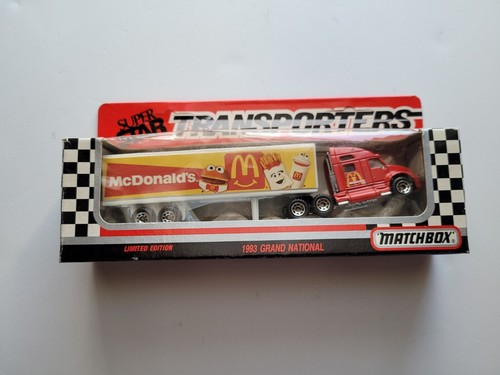 SUPER
STAR
TRANSPORTERS
McDonald's
LIMITED EDITION
1993 GRAND NATIONAL
MATCHBOX